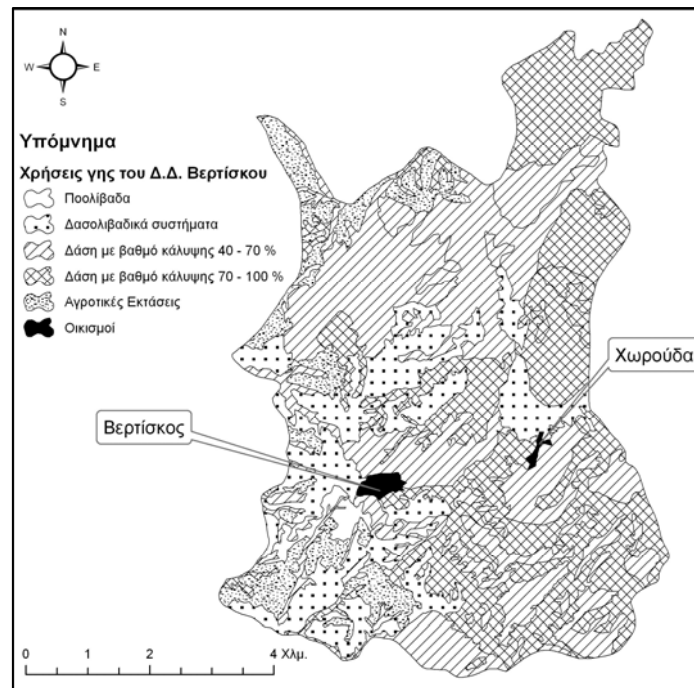 N
W E
S
Υπόμνημα
Χρήσεις γης του Δ.Δ. Βερτίσκου
Ποολίβαδα
Δασολιβαδικά συστήματα
Δάση με βαθμό κάλυψης 40 - 70 %
Δάση με βαθμό κάλυψης 70 - 100 %
Αγροτικές Εκτάσεις
Οικισμοί
Χωρούδα
Βερτίσκος
0 1 2 4 Χλμ.